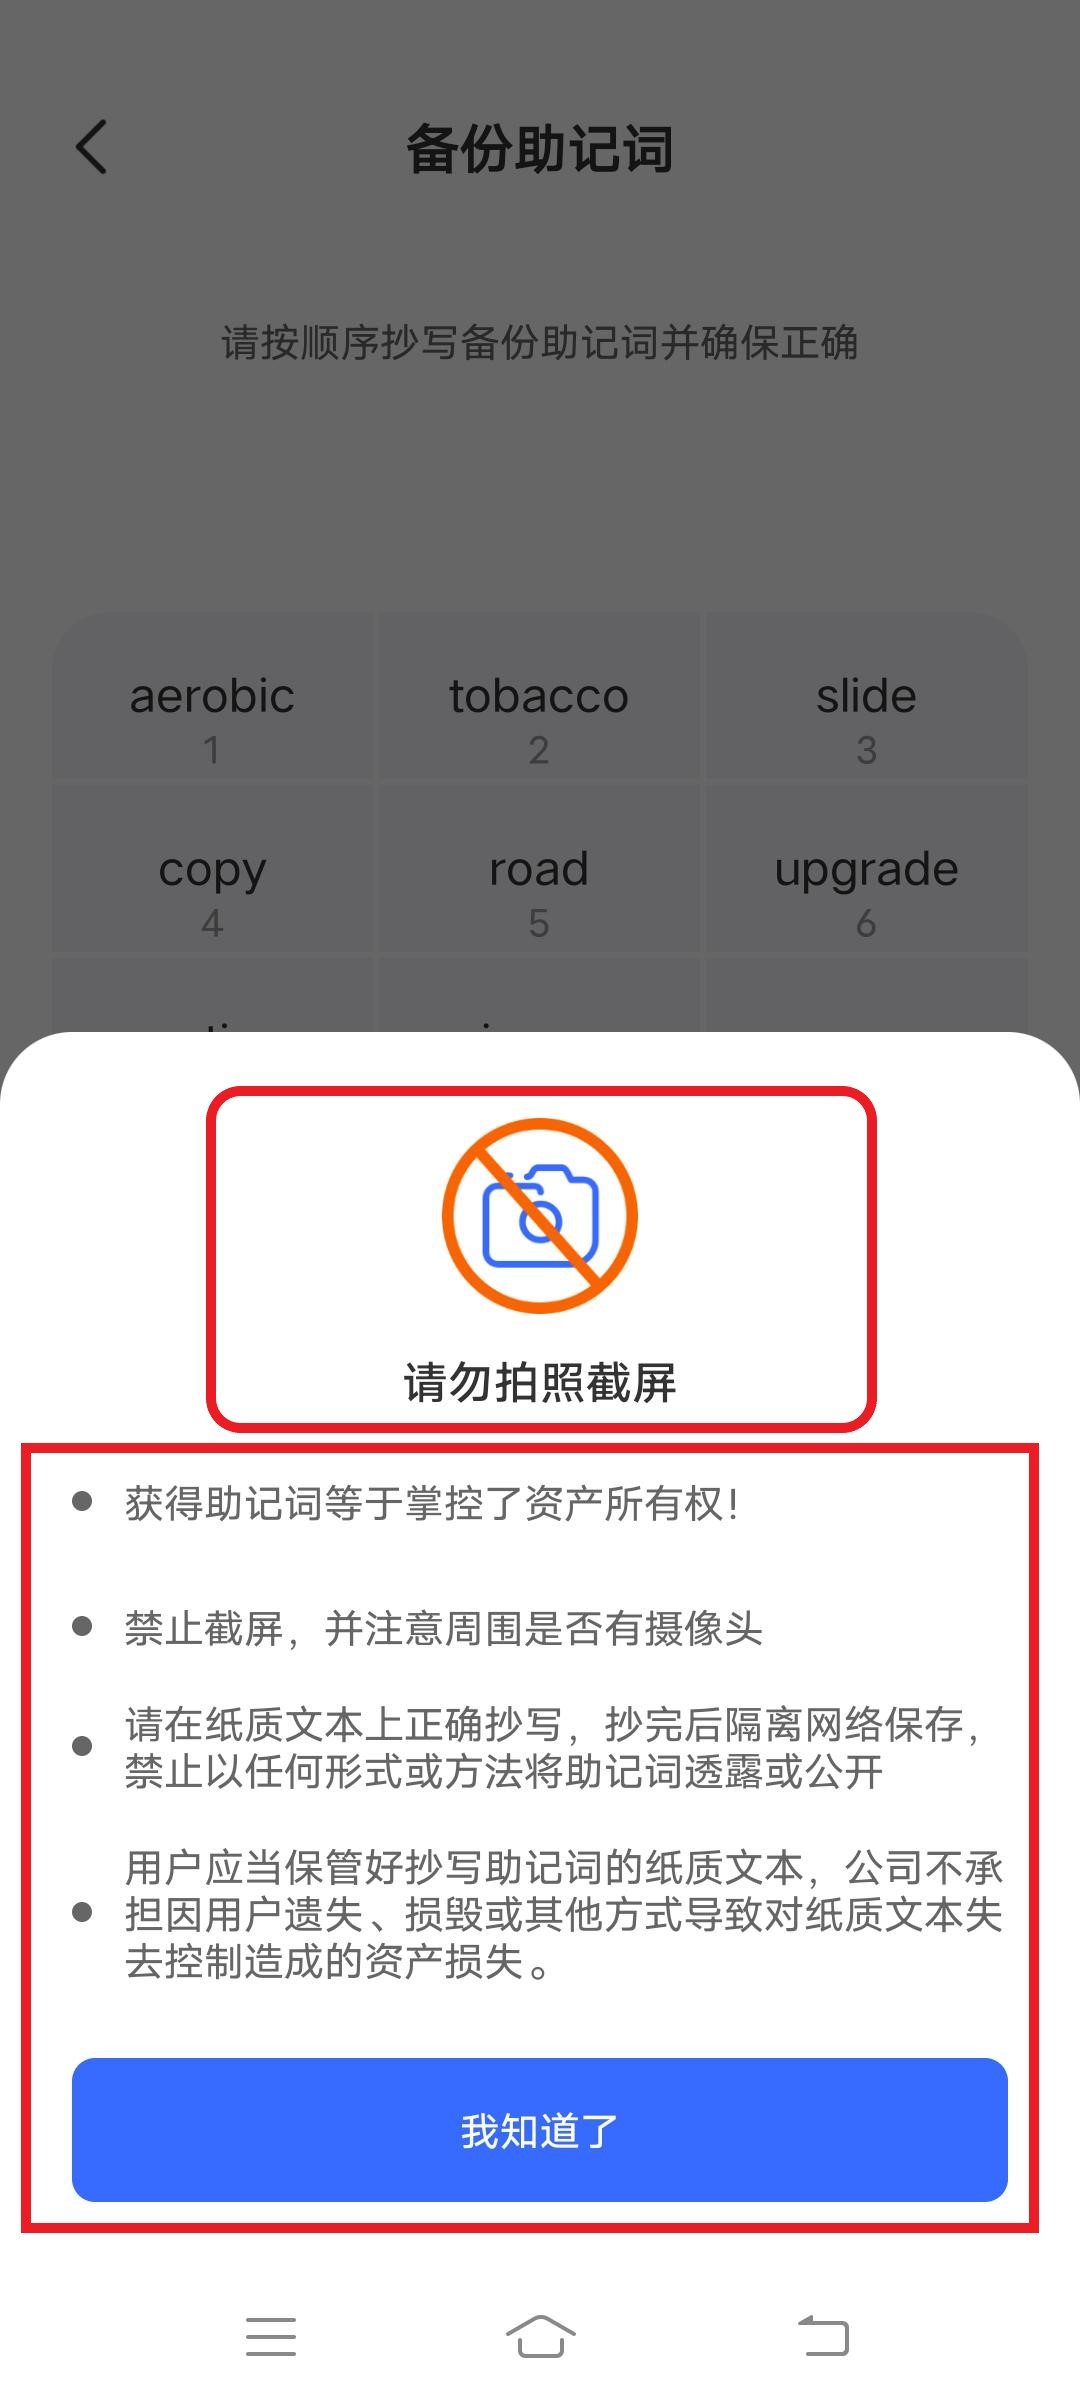 备份助记词
请按顺序抄写备份助记词并确保正确
aerobic tobacco slide
1 2 3
copy road upgrade
4 5 6
请勿拍照截屏
获得助记词等于掌控了资产所有权!
禁止截屏，并注意周围是否有摄像头
请在纸质文本上正确抄写，抄完后隔离网络保存，
禁止以任何形式或方法将助记词透露或公开
用户应当保管好抄写助记词的纸质文本，公司不承
担因用户遗失、损毁或其他方式导致对纸质文本失
去控制造成的资产损失。
我知道了